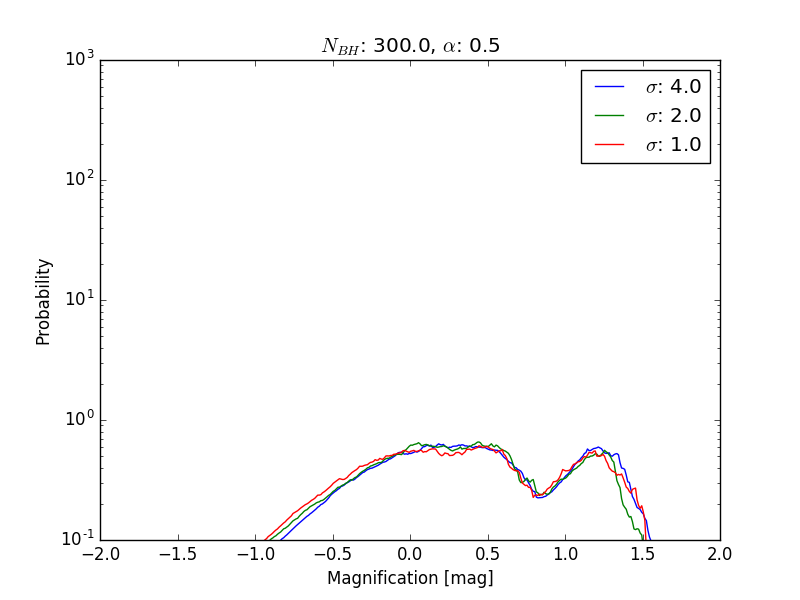 N_BH: 300.0, α: 0.5
σ: 4.0
σ: 2.0
σ: 1.0
10^3
10^2
10^1
10^0
10^-1
Probability
−2.0 −1.5 −1.0 −0.5 0.0 0.5 1.0 1.5 2.0
Magnification [mag]